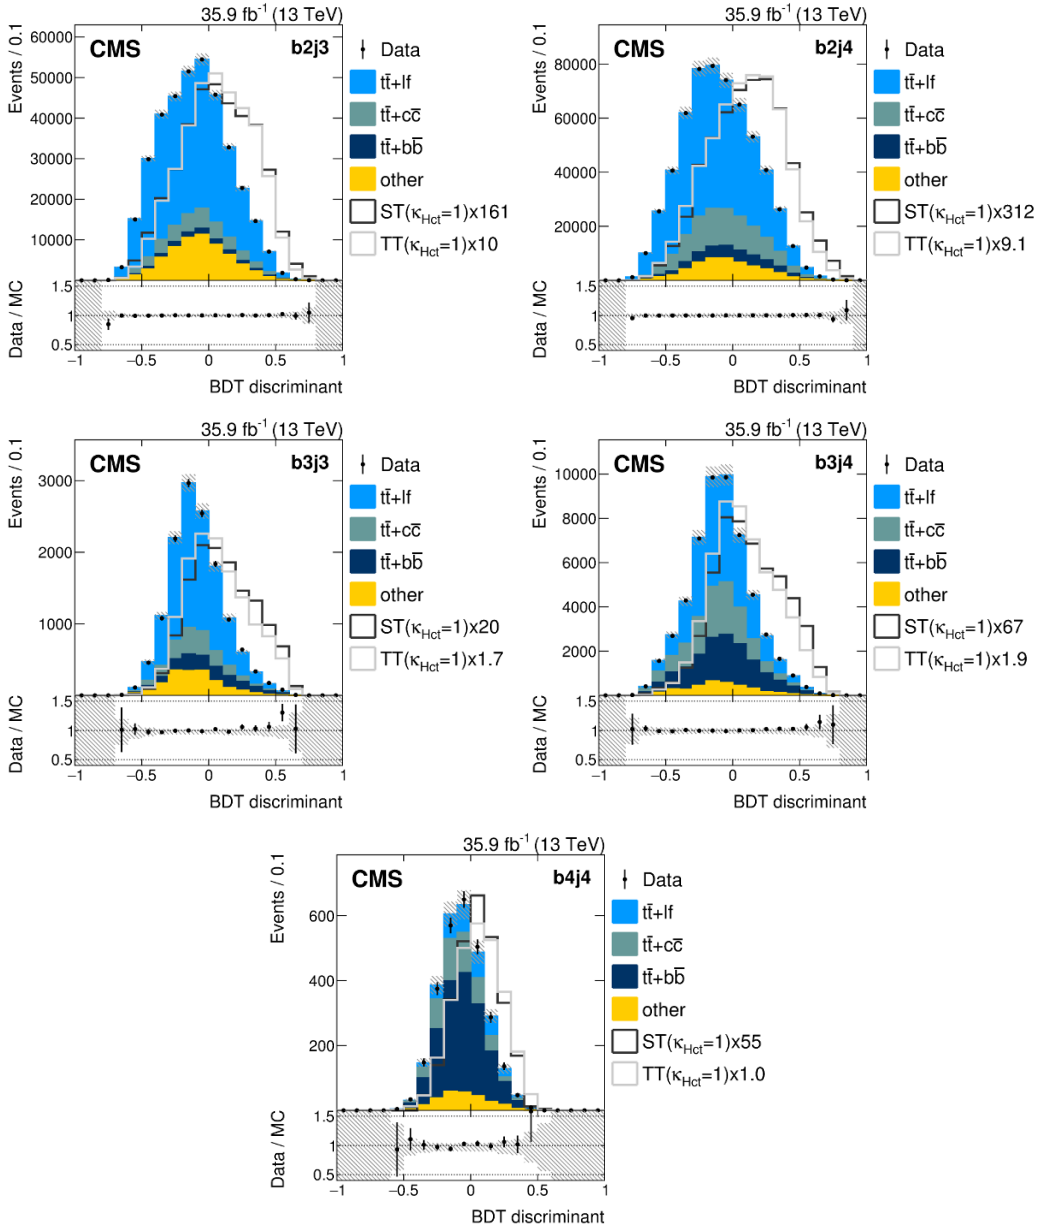 35.9 fb⁻¹ (13 TeV)
Events / 0.1
CMS
b2j3
60000
50000
40000
30000
20000
10000
Data
tt̄+lf
tt̄+cc̄
tt̄+bb̄
other
ST(κHct=1)x161
TT(κHct=1)x10
Data / MC
1.5
1
0.5
−1 −0.5 0 0.5 1
BDT discriminant
35.9 fb⁻¹ (13 TeV)
Events / 0.1
CMS
b2j4
80000
60000
40000
20000
Data
tt̄+lf
tt̄+cc̄
tt̄+bb̄
other
ST(κHct=1)x312
TT(κHct=1)x9.1
Data / MC
1.5
1
0.5
−1 −0.5 0 0.5 1
BDT discriminant
35.9 fb⁻¹ (13 TeV)
Events / 0.1
CMS
b3j3
3000
2000
1000
Data
tt̄+lf
tt̄+cc̄
tt̄+bb̄
other
ST(κHct=1)x20
TT(κHct=1)x1.7
Data / MC
1.5
1
0.5
−1 −0.5 0 0.5 1
BDT discriminant
35.9 fb⁻¹ (13 TeV)
Events / 0.1
CMS
b3j4
10000
8000
6000
4000
2000
Data
tt̄+lf
tt̄+cc̄
tt̄+bb̄
other
ST(κHct=1)x67
TT(κHct=1)x1.9
Data / MC
1.5
1
0.5
−1 −0.5 0 0.5 1
BDT discriminant
35.9 fb⁻¹ (13 TeV)
Events / 0.1
CMS
b4j4
600
400
200
Data
tt̄+lf
tt̄+cc̄
tt̄+bb̄
other
ST(κHct=1)x55
TT(κHct=1)x1.0
Data / MC
1.5
1
0.5
−1 −0.5 0 0.5 1
BDT discriminant